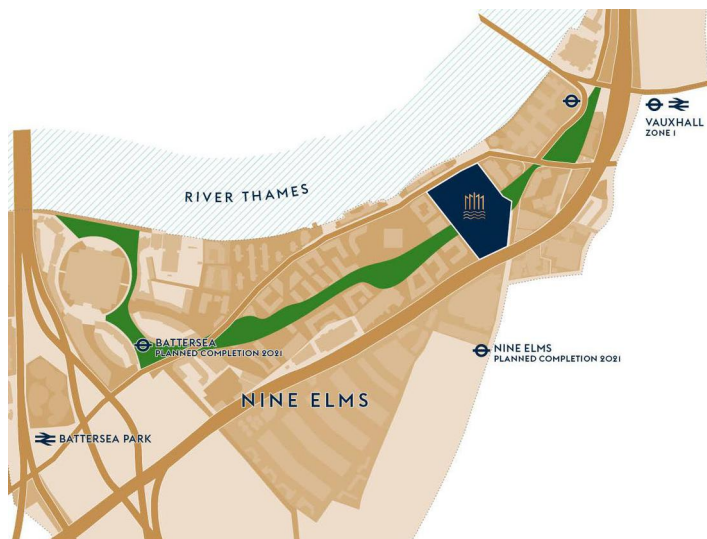 VAUXHALL
ZONE 1
RIVER THAMES
BATTERSEA
PLANNED COMPLETION 2021
NINE ELMS
PLANNED COMPLETION 2021
NINE ELMS
BATTERSEA PARK